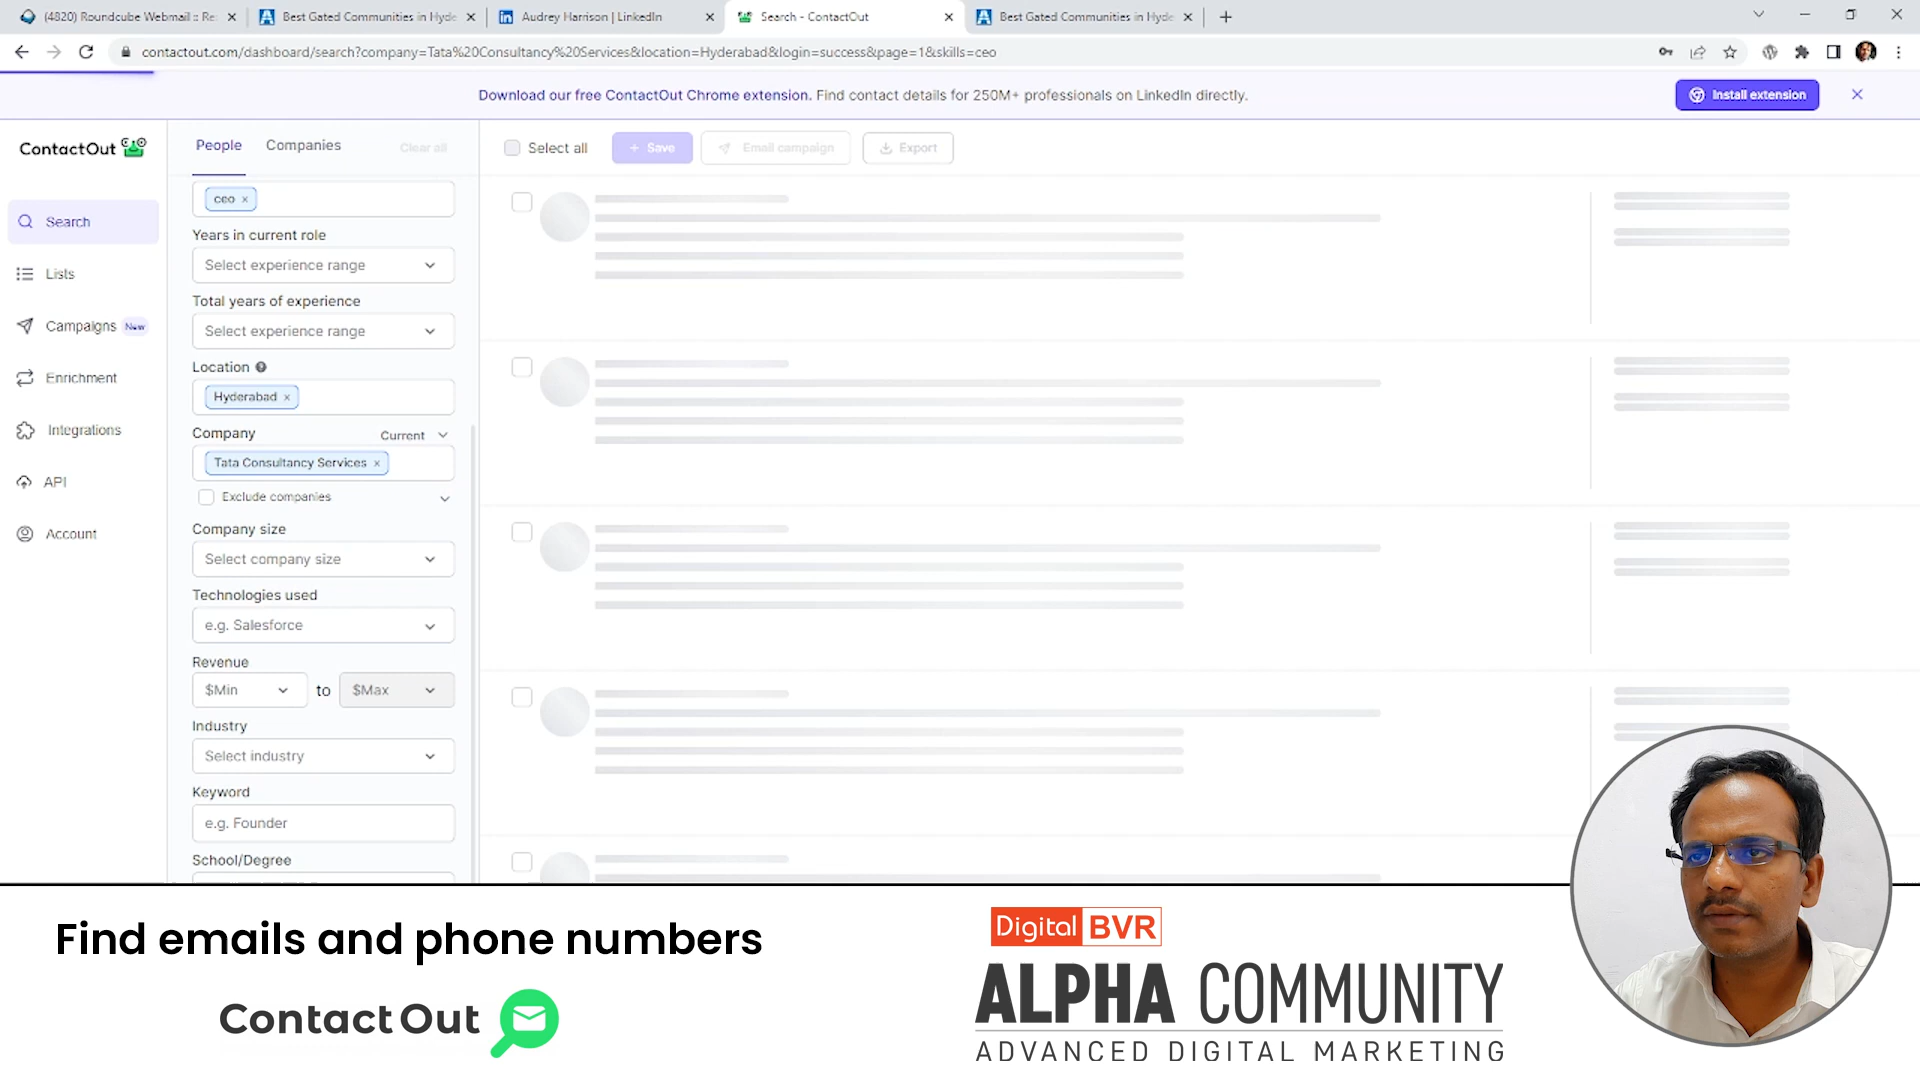 (4820) Roundcube Webmail :: Re:
Best Gated Communities in Hyde
Audrey Harrison | LinkedIn
Search - ContactOut
Best Gated Communities in Hyde
contactout.com/dashboard/search?company=Tata%20Consultancy%20Services&location=Hyderabad&login=success&page=1&skills=ceo
Download our free ContactOut Chrome extension. Find contact details for 250M+ professionals on LinkedIn directly.
Install extension
ContactOut
People
Companies
Clear all
Select all
+ Save
Email campaign
Export
Search
Lists
Campaigns New
Enrichment
Integrations
API
Account
ceo ×
Years in current role
Select experience range
Total years of experience
Select experience range
Location
Hyderabad ×
Company
Current
Tata Consultancy Services ×
Exclude companies
Company size
Select company size
Technologies used
e.g. Salesforce
Revenue
$Min to $Max
Industry
Select industry
Keyword
e.g. Founder
School/Degree
Find emails and phone numbers
ContactOut
Digital BVR
ALPHA COMMUNITY
ADVANCED DIGITAL MARKETING